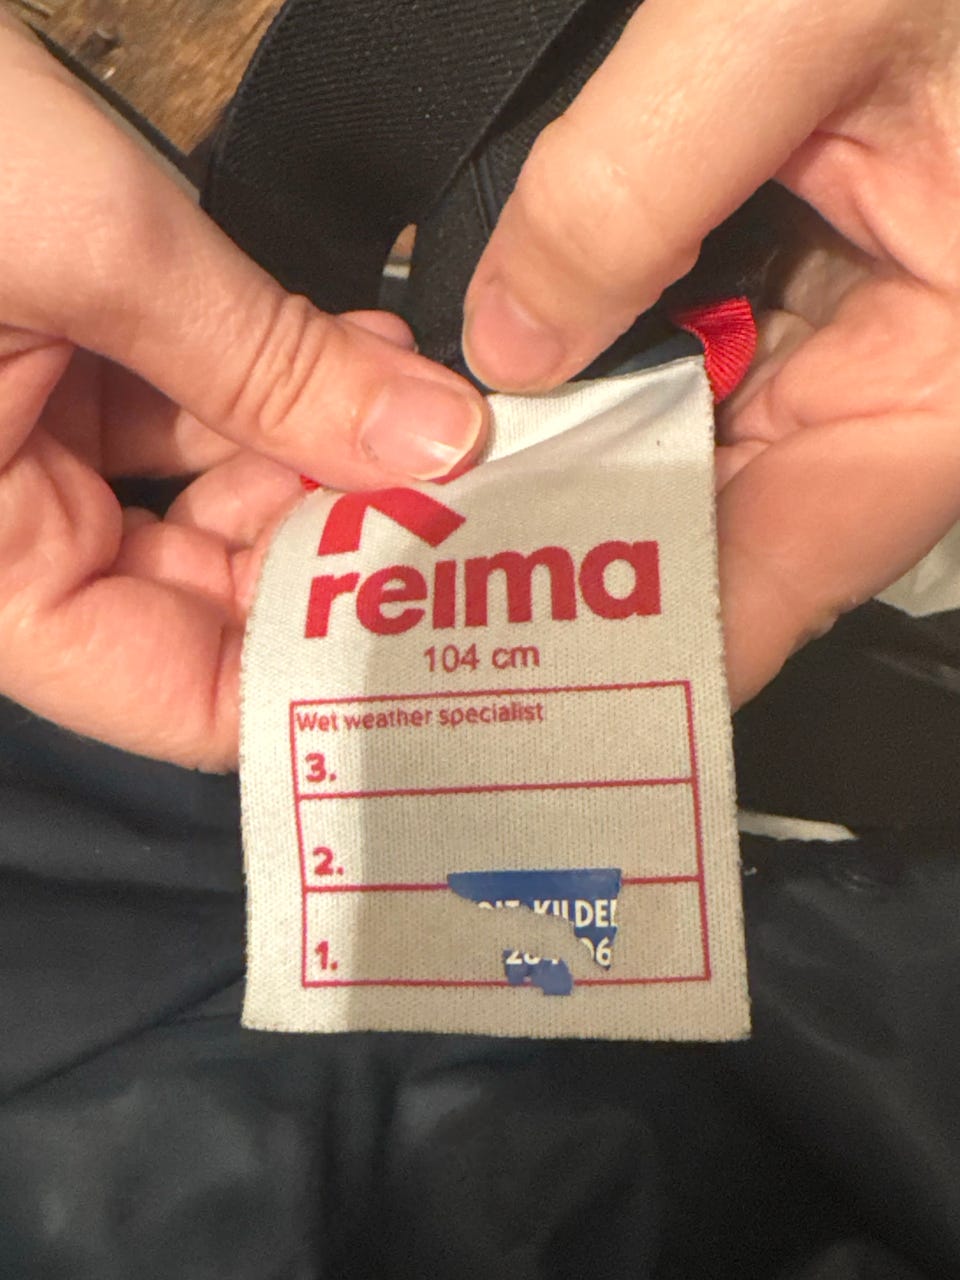 reima
104 cm
Wet weather specialist
3.
2.
1.